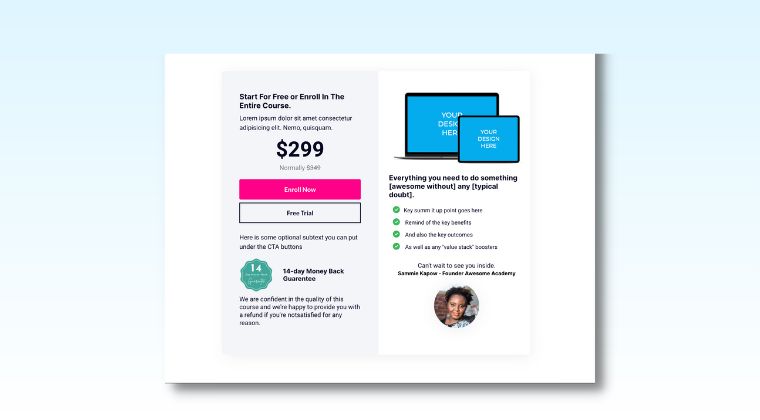 Start For Free or Enroll In The
Entire Course.
Lorem ipsum dolor sit amet consectetur
adipisicing elit. Nemo, quisquam.
$299
Normally $349
Enroll Now
Free Trial
Here is some optional subtext you can put
under the CTA buttons
14
14-day Money Back
Guarentee
We are confident in the quality of this
course and we're happy to provide you with
a refund if you're notsatisfied for any
reason.
YOUR
DESIGN
HERE
YOUR
DESIGN
HERE
Everything you need to do something
[awesome without] any [typical
doubt].
Key summ it up point goes here
Remind of the key benefits
And also the key outcomes
As well as any "value stack" boosters
Can't wait to see you inside.
Sammie Kapow - Founder Awesome Academy